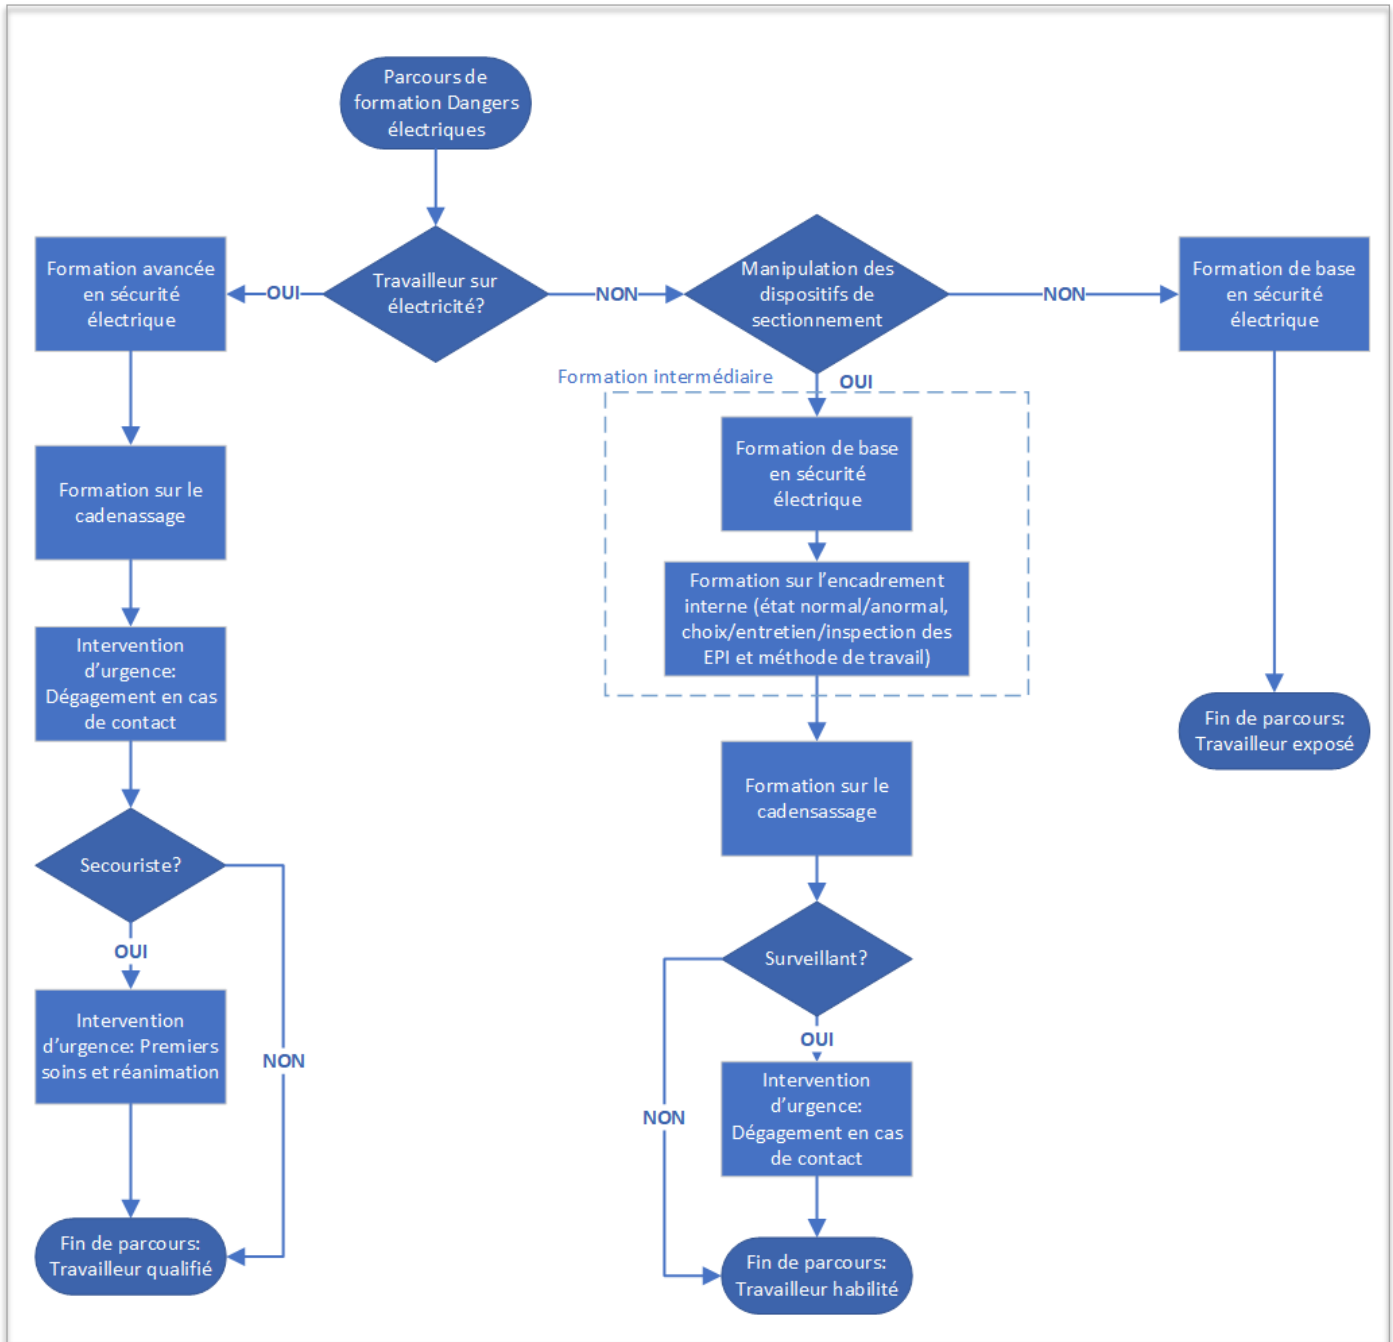 Parcours de
formation Dangers
électriques
Travailleur sur
électricité?
OUI
NON
Formation avancée
en sécurité
électrique
Formation sur le
cadenassage
Intervention
d'urgence:
Dégagement en cas
de contact
Secouriste?
OUI
NON
Intervention
d'urgence: Premiers
soins et réanimation
Fin de parcours:
Travailleur qualifié
Manipulation des
dispositifs de
sectionnement
NON
OUI
Formation intermédiaire
Formation de base
en sécurité
électrique
Formation sur l'encadrement
interne (état normal/anormal,
choix/entretien/inspection des
EPI et méthode de travail)
Formation sur le
cadensassage
Surveillant?
OUI
NON
Intervention
d'urgence:
Dégagement en cas
de contact
Fin de parcours:
Travailleur habilité
Formation de base
en sécurité
électrique
Fin de parcours:
Travailleur exposé